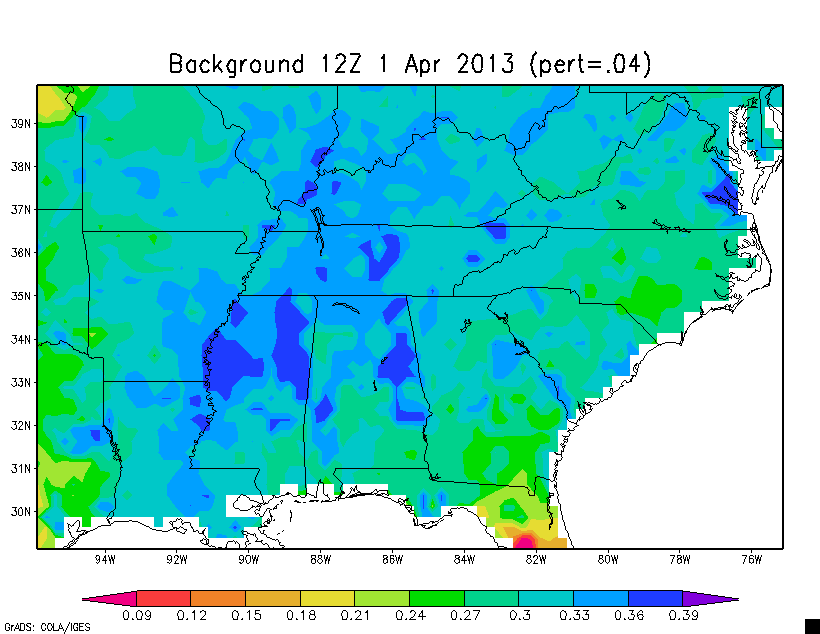 Background 12Z 1 Apr 2013 (pert=.04)
39N
38N
37N
36N
35N
34N
33N
32N
31N
30N
94W 92W 90W 88W 86W 84W 82W 80W 78W 76W
0.09 0.12 0.15 0.18 0.21 0.24 0.27 0.3 0.33 0.36 0.39
GrADS: COLA/IGES